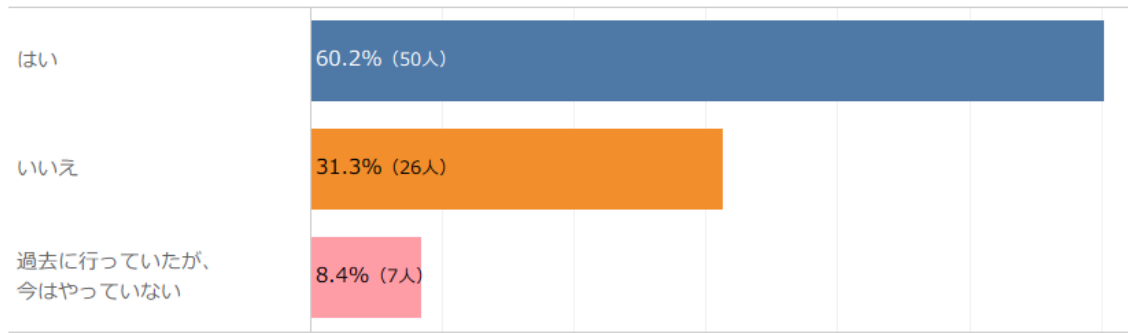 はい
60.2%（50人）
いいえ
31.3%（26人）
過去に行っていたが、
今はやっていない
8.4%（7人）